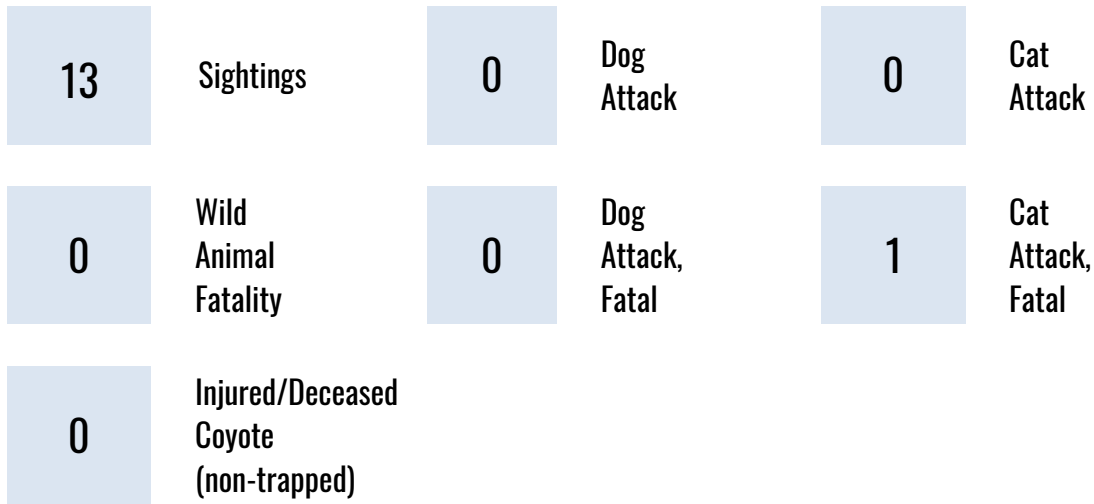 13
Sightings
0
Dog
Attack
0
Cat
Attack
0
Wild
Animal
Fatality
0
Dog
Attack,
Fatal
1
Cat
Attack,
Fatal
0
Injured/Deceased
Coyote
(non-trapped)